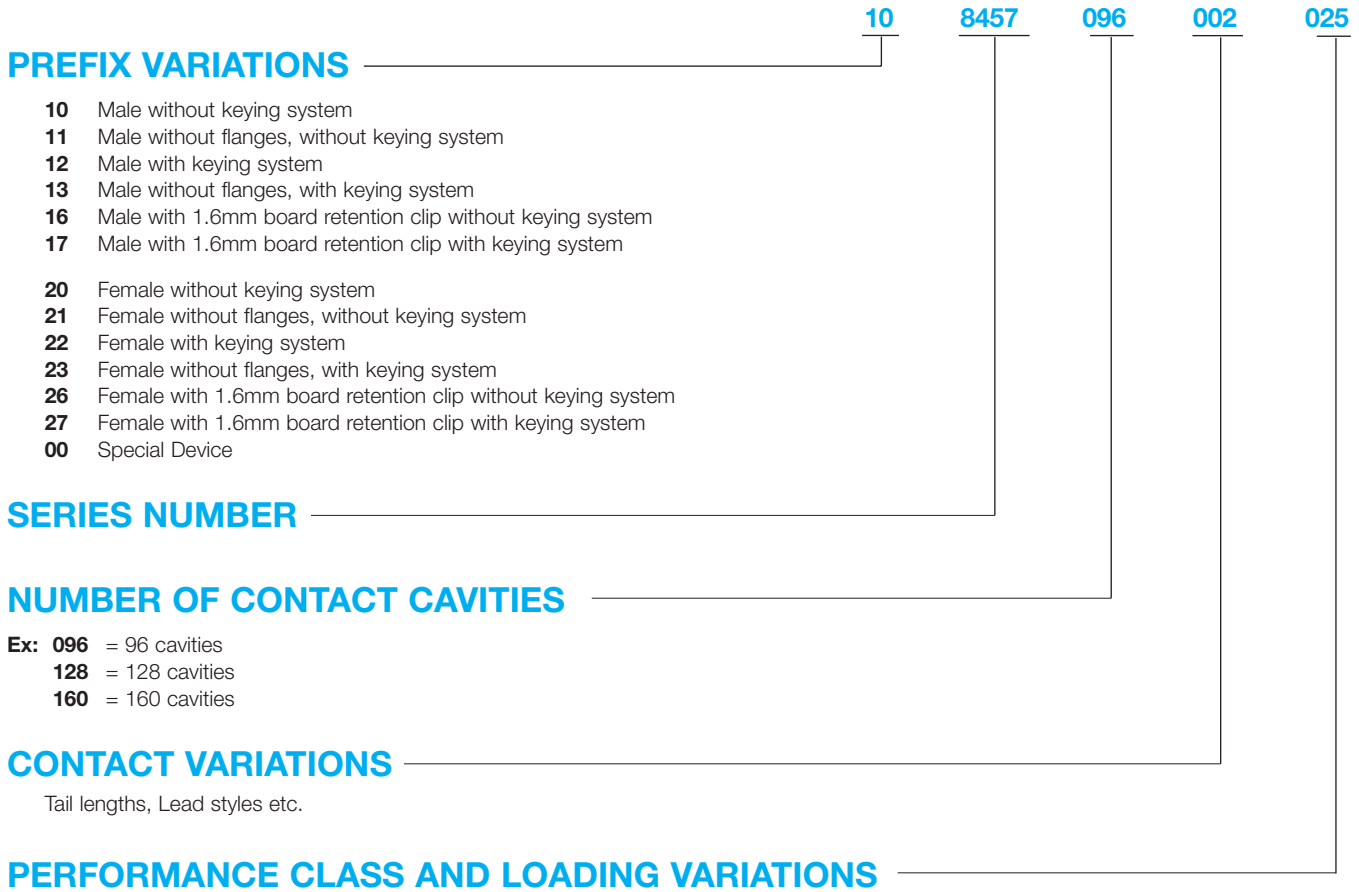 10 8457 096 002 025
PREFIX VARIATIONS
10 Male without keying system
11 Male without flanges, without keying system
12 Male with keying system
13 Male without flanges, with keying system
16 Male with 1.6mm board retention clip without keying system
17 Male with 1.6mm board retention clip with keying system
20 Female without keying system
21 Female without flanges, without keying system
22 Female with keying system
23 Female without flanges, with keying system
26 Female with 1.6mm board retention clip without keying system
27 Female with 1.6mm board retention clip with keying system
00 Special Device
SERIES NUMBER
NUMBER OF CONTACT CAVITIES
Ex: 096 = 96 cavities
128 = 128 cavities
160 = 160 cavities
CONTACT VARIATIONS
Tail lengths, Lead styles etc.
PERFORMANCE CLASS AND LOADING VARIATIONS